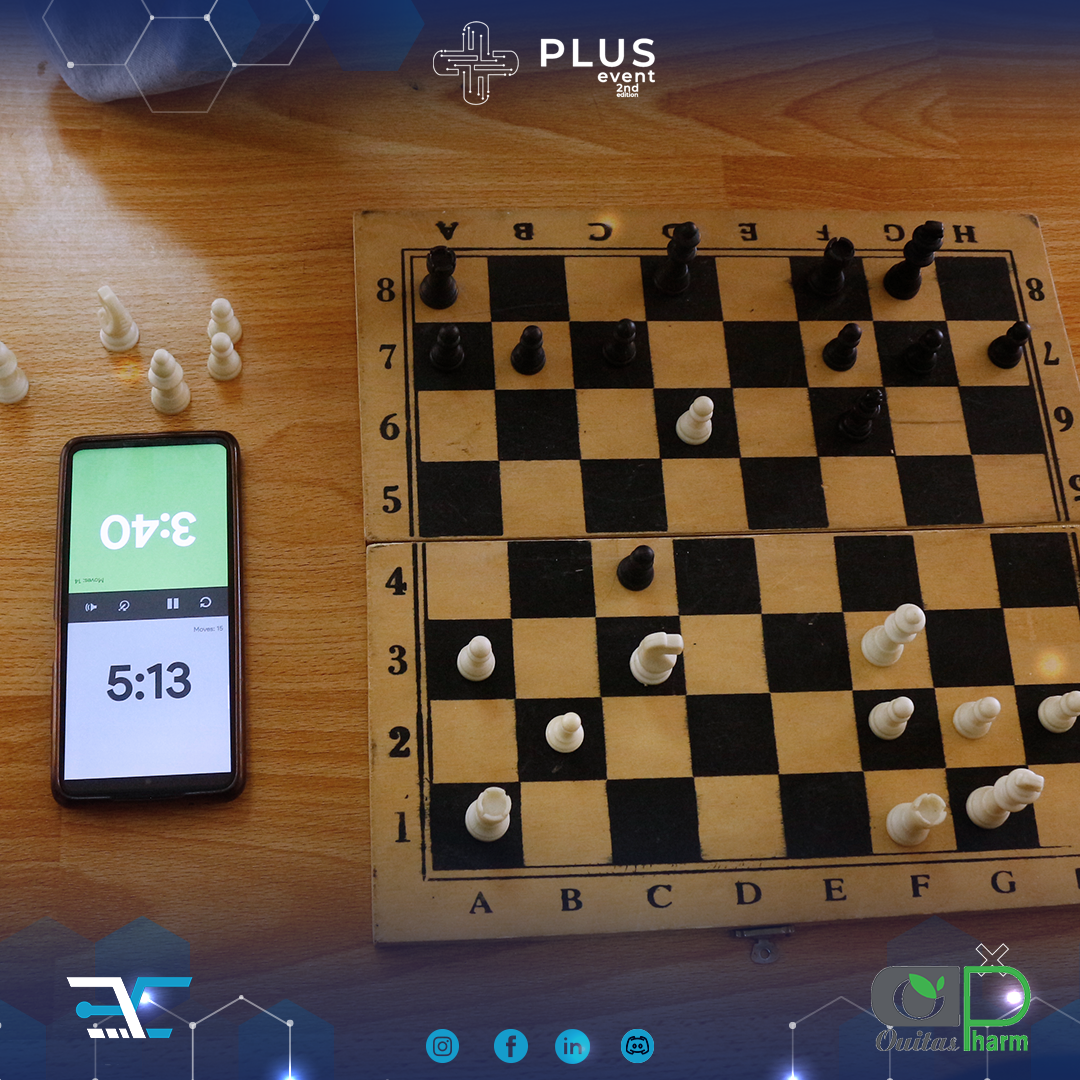 PLUS
event
2nd
edition
A B C D E F G H
8 8
7 7
6 6
5 5
4
3
2
1
A B C D E F G
3:40
Moves: 14
Moves: 15
5:13
Ouitas Pharm